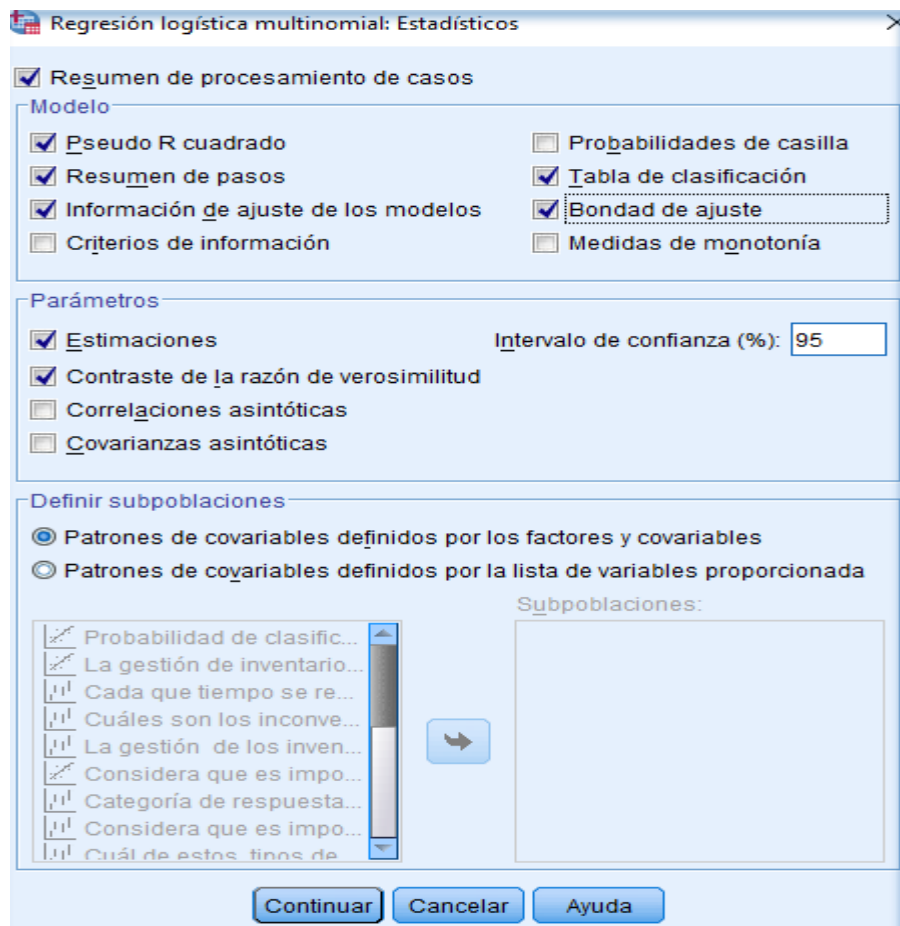 Regresión logística multinomial: Estadísticos
Resumen de procesamiento de casos
Modelo
Pseudo R cuadrado
Probabilidades de casilla
Resumen de pasos
Tabla de clasificación
Información de ajuste de los modelos
Bondad de ajuste
Criterios de información
Medidas de monotonía
Parámetros
Estimaciones
Intervalo de confianza (%): 95
Contraste de la razón de verosimilitud
Correlaciones asintóticas
Covarianzas asintóticas
Definir subpoblaciones
Patrones de covariables definidos por los factores y covariables
Patrones de covariables definidos por la lista de variables proporcionada
Subpoblaciones:
Probabilidad de clasific...
La gestión de inventario...
Cada que tiempo se re...
Cuáles son los inconve...
La gestión de los inven...
Considera que es impo...
Categoría de respuesta...
Considera que es impo...
Cuál de estos tipos de
Continuar
Cancelar
Ayuda